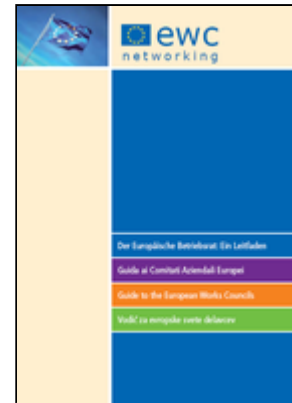 ewc
networking
Der Europäische Betriebsrat: Ein Leitfaden
Guida ai Comitati Aziendali Europei
Guide to the European Works Councils
Vodič za evropske svete delavcev